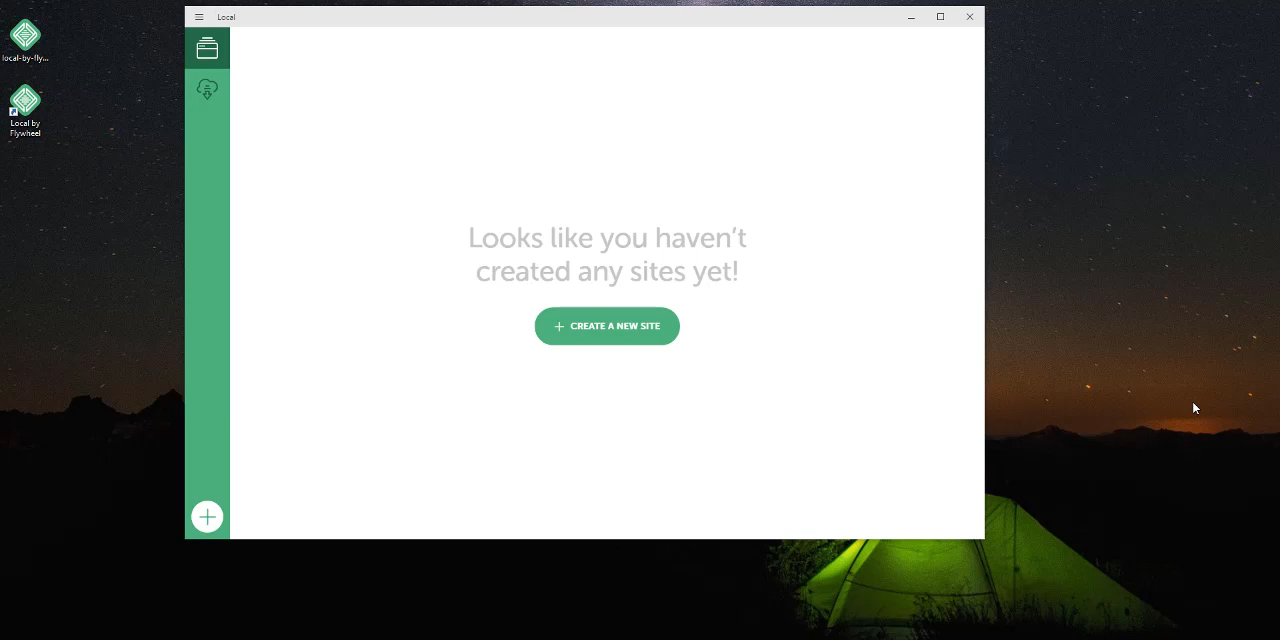 Local
local-by-fly...
Local by
Flywheel
Looks like you haven't
created any sites yet!
+ CREATE A NEW SITE